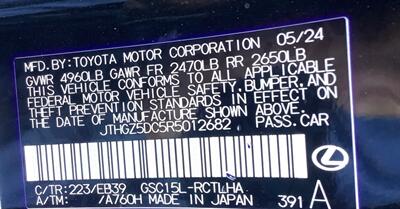 MFD.BY:TOYOTA MOTOR CORPORATION 05/24
GVWR 4960LB GAWR FR 2470LB RR 2650LB
THIS VEHICLE CONFORMS TO ALL APPLICABLE
FEDERAL MOTOR VEHICLE SAFETY, BUMPER, AND
THEFT PREVENTION STANDARDS IN EFFECT ON
THE DATE OF MANUFACTURE SHOWN ABOVE.
JTHGZ5DC5R5012682 PASS.CAR
C/TR:223/EB39 GSC15L-RCTLHA
A/TM: /A760H MADE IN JAPAN 391 A